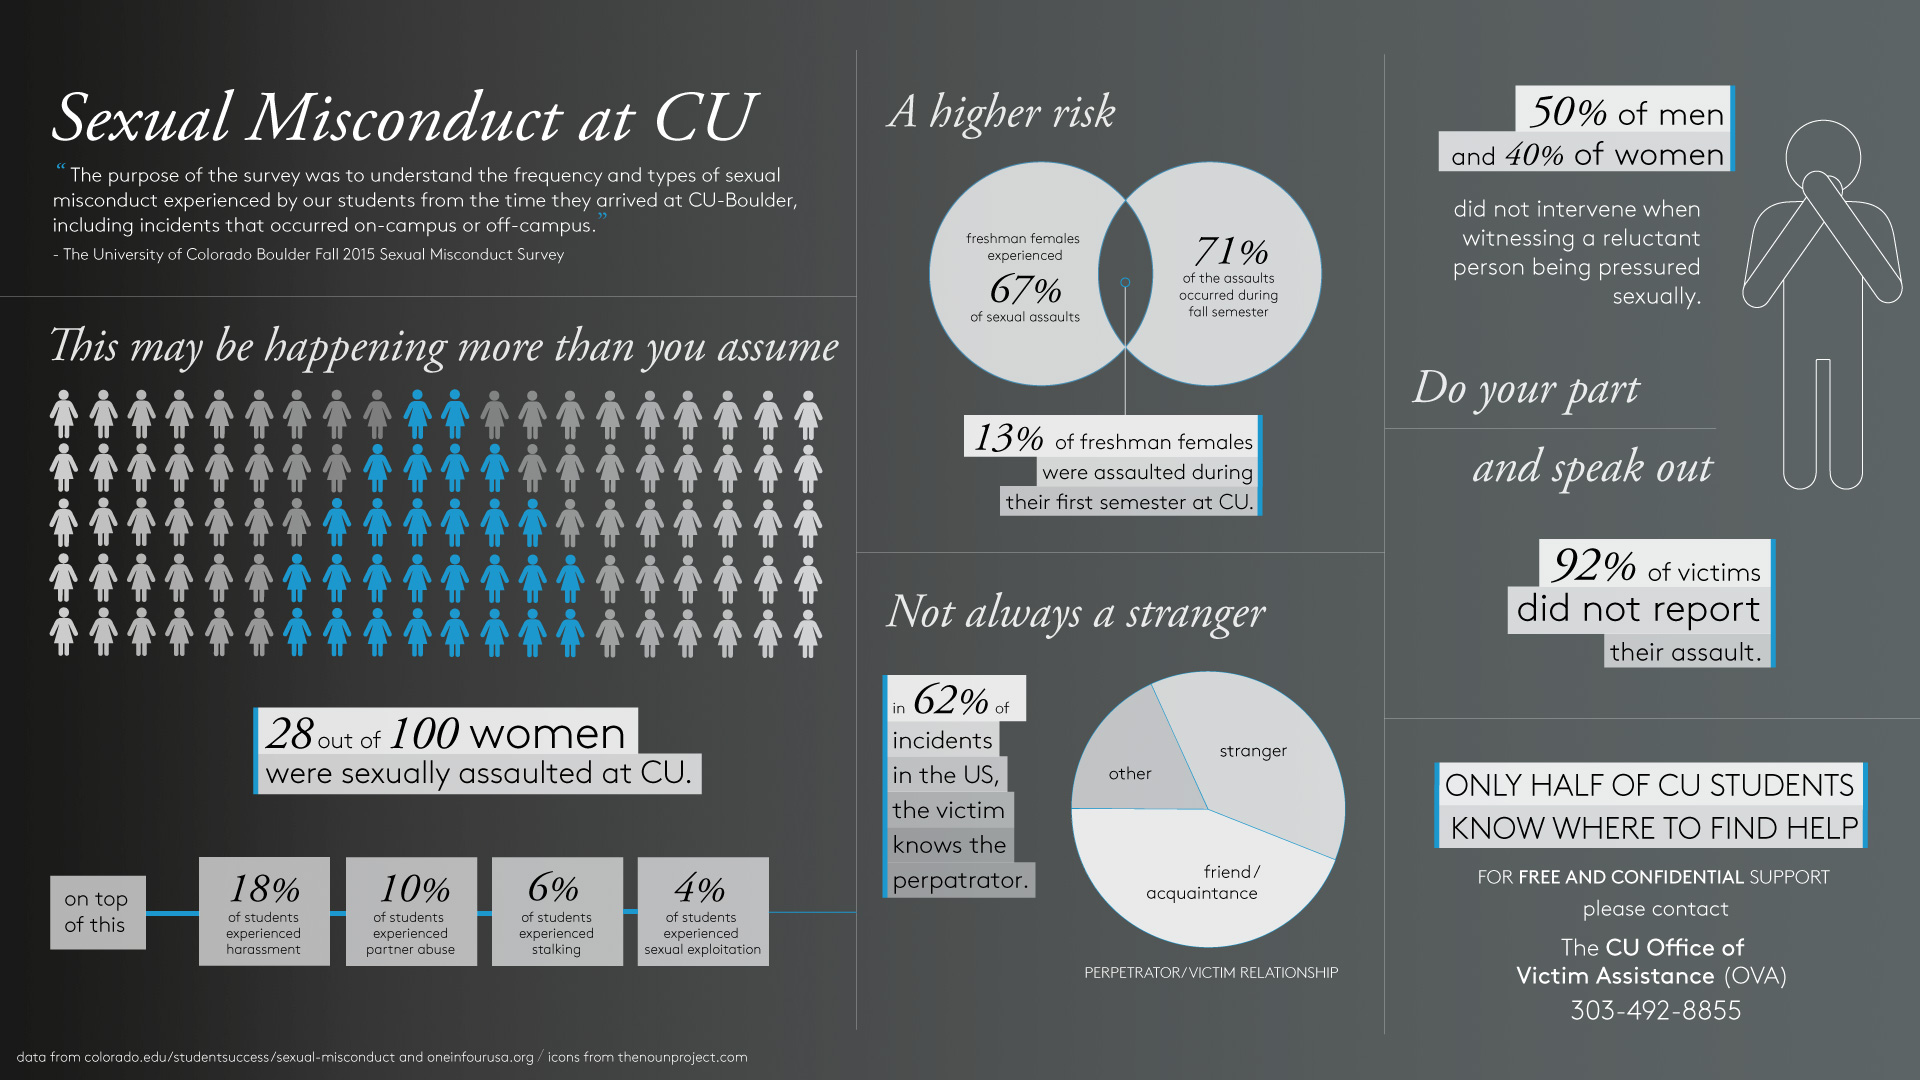 Sexual Misconduct at CU
“ The purpose of the survey was to understand the frequency and types of sexual
misconduct experienced by our students from the time they arrived at CU-Boulder,
including incidents that occurred on-campus or off-campus. ”
- The University of Colorado Boulder Fall 2015 Sexual Misconduct Survey
This may be happening more than you assume
28 out of 100 women
were sexually assaulted at CU.
on top
of this
18%
of students
experienced
harassment
10%
of students
experienced
partner abuse
6%
of students
experienced
stalking
4%
of students
experienced
sexual exploitation
data from colorado.edu/studentsuccess/sexual-misconduct and oneinfourusa.org / icons from thenounproject.com
A higher risk
freshman females
experienced
67%
of sexual assaults
71%
of the assaults
occurred during
fall semester
13% of freshman females
were assaulted during
their first semester at CU.
Not always a stranger
in 62% of
incidents
in the US,
the victim
knows the
perpatrator.
other
stranger
friend/
acquaintance
PERPETRATOR/VICTIM RELATIONSHIP
50% of men
and 40% of women
did not intervene when
witnessing a reluctant
person being pressured
sexually.
Do your part
and speak out
92% of victims
did not report
their assault.
ONLY HALF OF CU STUDENTS
KNOW WHERE TO FIND HELP
FOR FREE AND CONFIDENTIAL SUPPORT
please contact
The CU Office of
Victim Assistance (OVA)
303-492-8855